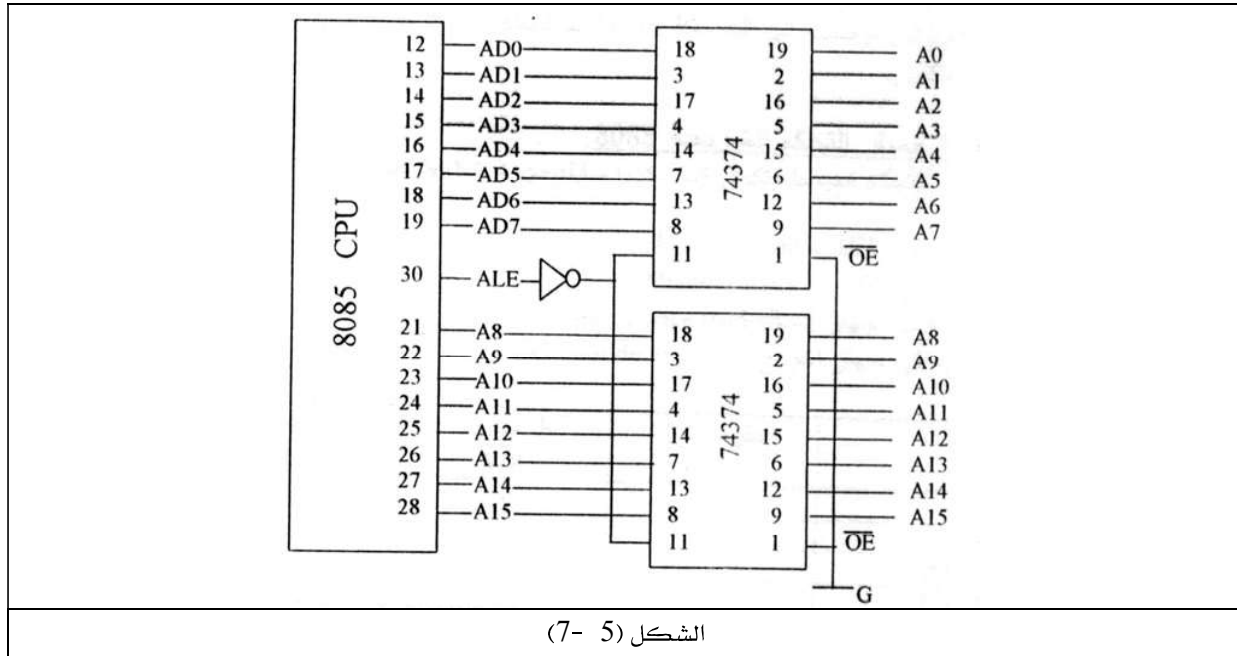 12 AD0 18 19 A0
13 AD1 3 2 A1
14 AD2 17 16 A2
15 AD3 4 5 A3
16 AD4 14 15 A4
17 AD5 7 6 A5
18 AD6 13 12 A6
19 AD7 8 9 A7
11 1 OE
74374
30 ALE
8085 CPU
21 A8 18 19 A8
22 A9 3 2 A9
23 A10 17 16 A10
24 A11 4 5 A11
25 A12 14 15 A12
26 A13 7 6 A13
27 A14 13 12 A14
28 A15 8 9 A15
11 1 OE
74374
G
الشكل (5 -7)